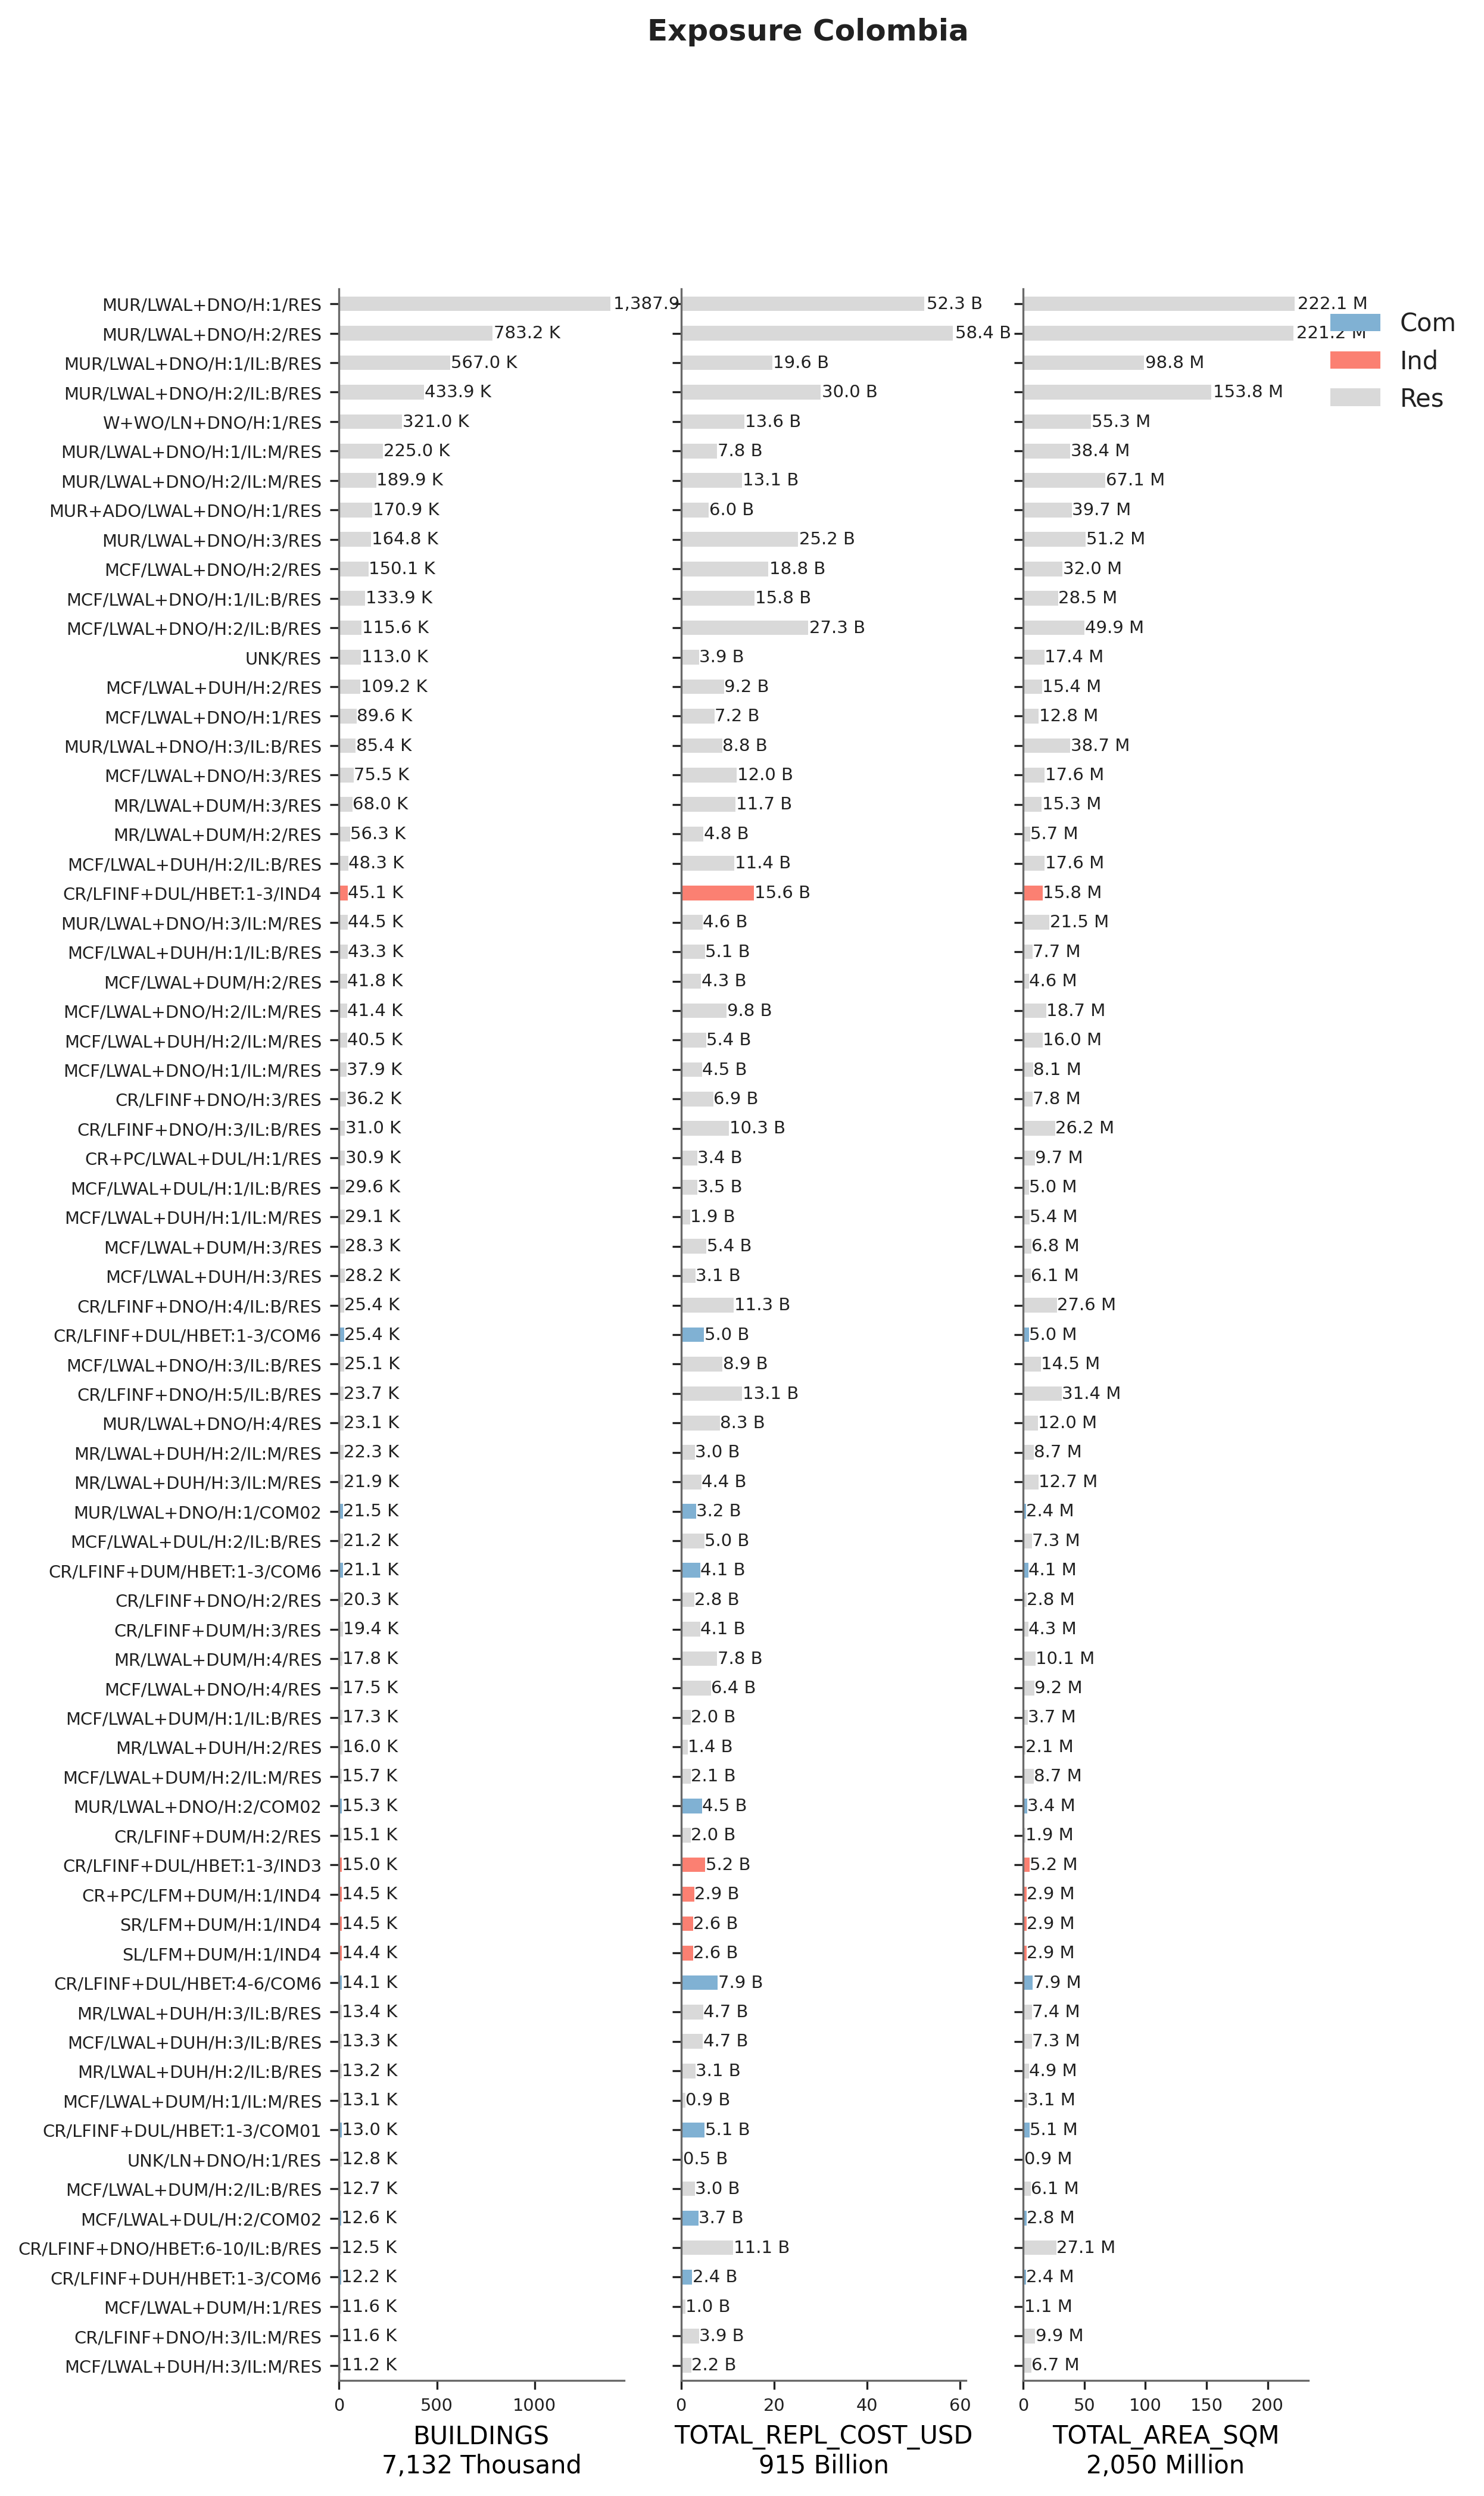 Exposure Colombia
Com
Ind
Res
MUR/LWAL+DNO/H:1/RES 1,387.9 52.3 B 222.1 M
MUR/LWAL+DNO/H:2/RES 783.2 K 58.4 B 221.2 M
MUR/LWAL+DNO/H:1/IL:B/RES 567.0 K 19.6 B 98.8 M
MUR/LWAL+DNO/H:2/IL:B/RES 433.9 K 30.0 B 153.8 M
W+WO/LN+DNO/H:1/RES 321.0 K 13.6 B 55.3 M
MUR/LWAL+DNO/H:1/IL:M/RES 225.0 K 7.8 B 38.4 M
MUR/LWAL+DNO/H:2/IL:M/RES 189.9 K 13.1 B 67.1 M
MUR+ADO/LWAL+DNO/H:1/RES 170.9 K 6.0 B 39.7 M
MUR/LWAL+DNO/H:3/RES 164.8 K 25.2 B 51.2 M
MCF/LWAL+DNO/H:2/RES 150.1 K 18.8 B 32.0 M
MCF/LWAL+DNO/H:1/IL:B/RES 133.9 K 15.8 B 28.5 M
MCF/LWAL+DNO/H:2/IL:B/RES 115.6 K 27.3 B 49.9 M
UNK/RES 113.0 K 3.9 B 17.4 M
MCF/LWAL+DUH/H:2/RES 109.2 K 9.2 B 15.4 M
MCF/LWAL+DNO/H:1/RES 89.6 K 7.2 B 12.8 M
MUR/LWAL+DNO/H:3/IL:B/RES 85.4 K 8.8 B 38.7 M
MCF/LWAL+DNO/H:3/RES 75.5 K 12.0 B 17.6 M
MR/LWAL+DUM/H:3/RES 68.0 K 11.7 B 15.3 M
MR/LWAL+DUM/H:2/RES 56.3 K 4.8 B 5.7 M
MCF/LWAL+DUH/H:2/IL:B/RES 48.3 K 11.4 B 17.6 M
CR/LFINF+DUL/HBET:1-3/IND4 45.1 K 15.6 B 15.8 M
MUR/LWAL+DNO/H:3/IL:M/RES 44.5 K 4.6 B 21.5 M
MCF/LWAL+DUH/H:1/IL:B/RES 43.3 K 5.1 B 7.7 M
MCF/LWAL+DUM/H:2/RES 41.8 K 4.3 B 4.6 M
MCF/LWAL+DNO/H:2/IL:M/RES 41.4 K 9.8 B 18.7 M
MCF/LWAL+DUH/H:2/IL:M/RES 40.5 K 5.4 B 16.0 M
MCF/LWAL+DNO/H:1/IL:M/RES 37.9 K 4.5 B 8.1 M
CR/LFINF+DNO/H:3/RES 36.2 K 6.9 B 7.8 M
CR/LFINF+DNO/H:3/IL:B/RES 31.0 K 10.3 B 26.2 M
CR+PC/LWAL+DUL/H:1/RES 30.9 K 3.4 B 9.7 M
MCF/LWAL+DUL/H:1/IL:B/RES 29.6 K 3.5 B 5.0 M
MCF/LWAL+DUH/H:1/IL:M/RES 29.1 K 1.9 B 5.4 M
MCF/LWAL+DUM/H:3/RES 28.3 K 5.4 B 6.8 M
MCF/LWAL+DUH/H:3/RES 28.2 K 3.1 B 6.1 M
CR/LFINF+DNO/H:4/IL:B/RES 25.4 K 11.3 B 27.6 M
CR/LFINF+DUL/HBET:1-3/COM6 25.4 K 5.0 B 5.0 M
MCF/LWAL+DNO/H:3/IL:B/RES 25.1 K 8.9 B 14.5 M
CR/LFINF+DNO/H:5/IL:B/RES 23.7 K 13.1 B 31.4 M
MUR/LWAL+DNO/H:4/RES 23.1 K 8.3 B 12.0 M
MR/LWAL+DUH/H:2/IL:M/RES 22.3 K 3.0 B 8.7 M
MR/LWAL+DUH/H:3/IL:M/RES 21.9 K 4.4 B 12.7 M
MUR/LWAL+DNO/H:1/COM02 21.5 K 3.2 B 2.4 M
MCF/LWAL+DUL/H:2/IL:B/RES 21.2 K 5.0 B 7.3 M
CR/LFINF+DUM/HBET:1-3/COM6 21.1 K 4.1 B 4.1 M
CR/LFINF+DNO/H:2/RES 20.3 K 2.8 B 2.8 M
CR/LFINF+DUM/H:3/RES 19.4 K 4.1 B 4.3 M
MR/LWAL+DUM/H:4/RES 17.8 K 7.8 B 10.1 M
MCF/LWAL+DNO/H:4/RES 17.5 K 6.4 B 9.2 M
MCF/LWAL+DUM/H:1/IL:B/RES 17.3 K 2.0 B 3.7 M
MR/LWAL+DUH/H:2/RES 16.0 K 1.4 B 2.1 M
MCF/LWAL+DUM/H:2/IL:M/RES 15.7 K 2.1 B 8.7 M
MUR/LWAL+DNO/H:2/COM02 15.3 K 4.5 B 3.4 M
CR/LFINF+DUM/H:2/RES 15.1 K 2.0 B 1.9 M
CR/LFINF+DUL/HBET:1-3/IND3 15.0 K 5.2 B 5.2 M
CR+PC/LFM+DUM/H:1/IND4 14.5 K 2.9 B 2.9 M
SR/LFM+DUM/H:1/IND4 14.5 K 2.6 B 2.9 M
SL/LFM+DUM/H:1/IND4 14.4 K 2.6 B 2.9 M
CR/LFINF+DUL/HBET:4-6/COM6 14.1 K 7.9 B 7.9 M
MR/LWAL+DUH/H:3/IL:B/RES 13.4 K 4.7 B 7.4 M
MCF/LWAL+DUH/H:3/IL:B/RES 13.3 K 4.7 B 7.3 M
MR/LWAL+DUH/H:2/IL:B/RES 13.2 K 3.1 B 4.9 M
MCF/LWAL+DUM/H:1/IL:M/RES 13.1 K 0.9 B 3.1 M
CR/LFINF+DUL/HBET:1-3/COM01 13.0 K 5.1 B 5.1 M
UNK/LN+DNO/H:1/RES 12.8 K 0.5 B 0.9 M
MCF/LWAL+DUM/H:2/IL:B/RES 12.7 K 3.0 B 6.1 M
MCF/LWAL+DUL/H:2/COM02 12.6 K 3.7 B 2.8 M
CR/LFINF+DNO/HBET:6-10/IL:B/RES 12.5 K 11.1 B 27.1 M
CR/LFINF+DUH/HBET:1-3/COM6 12.2 K 2.4 B 2.4 M
MCF/LWAL+DUM/H:1/RES 11.6 K 1.0 B 1.1 M
CR/LFINF+DNO/H:3/IL:M/RES 11.6 K 3.9 B 9.9 M
MCF/LWAL+DUH/H:3/IL:M/RES 11.2 K 2.2 B 6.7 M
0 500 1000 0 20 40 60 0 50 100 150 200
BUILDINGS TOTAL_REPL_COST_USD TOTAL_AREA_SQM
7,132 Thousand 915 Billion 2,050 Million